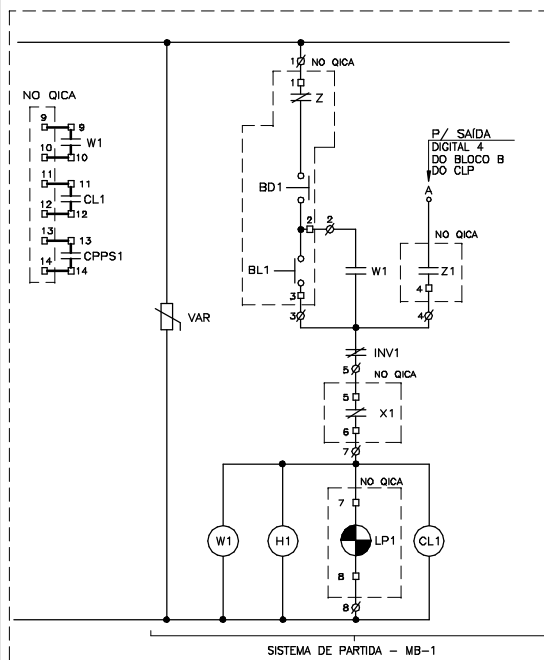 1 NO QICA
1
Z
NO QICA
9 9
W1
10 10
11 11
CL1
12 12
13 13
CPPS1
14 14
P/ SAÍDA
DIGITAL 4
DO BLOCO B
DO CLP
A
BD1
2 2
NO QICA
BL1
W1
Z1
3
4
3
4
VAR
INV1
5
NO QICA
5
X1
6
7
NO QICA
7
W1
H1
LP1
CL1
8
8
SISTEMA DE PARTIDA – MB-1